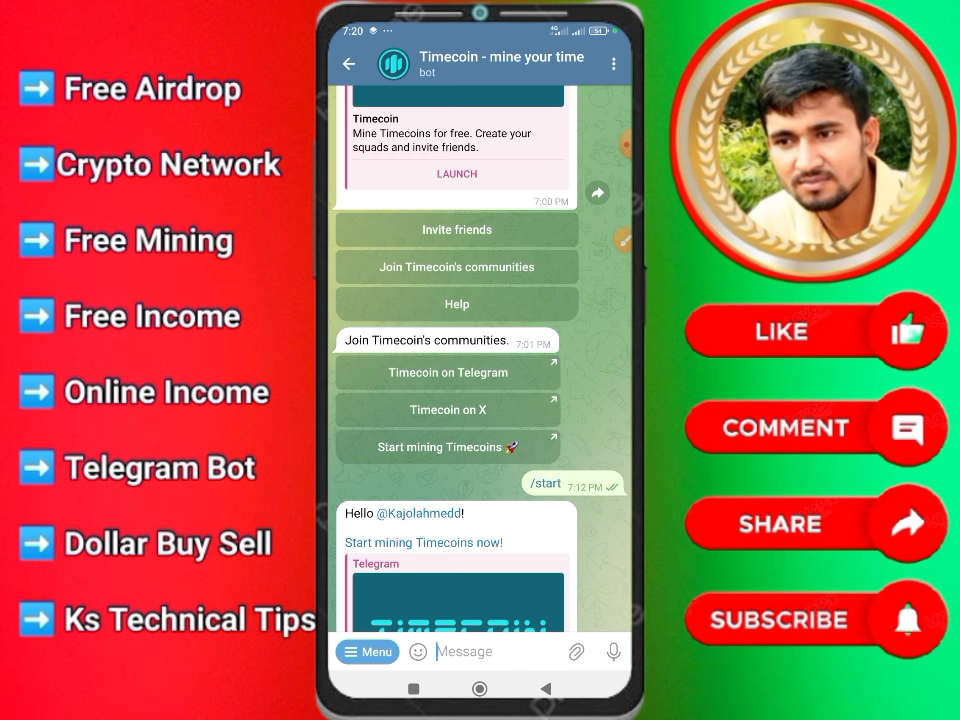 ➡️ Free Airdrop
➡️Crypto Network
➡️ Free Mining
➡️ Free Income
➡️ Online Income
➡️ Telegram Bot
➡️ Dollar Buy Sell
➡️ Ks Technical Tips
7:20
4G
54
Timecoin - mine your time
bot
Timecoin
Mine Timecoins for free. Create your
squads and invite friends.
LAUNCH
7:00 PM
Invite friends
Join Timecoin's communities
Help
Join Timecoin's communities. 7:01 PM
Timecoin on Telegram
Timecoin on X
Start mining Timecoins 🚀
/start 7:12 PM
Hello @Kajolahmedd!
Start mining Timecoins now!
Telegram
TIMECOIN
Menu
Message
LIKE
COMMENT
SHARE
SUBSCRIBE